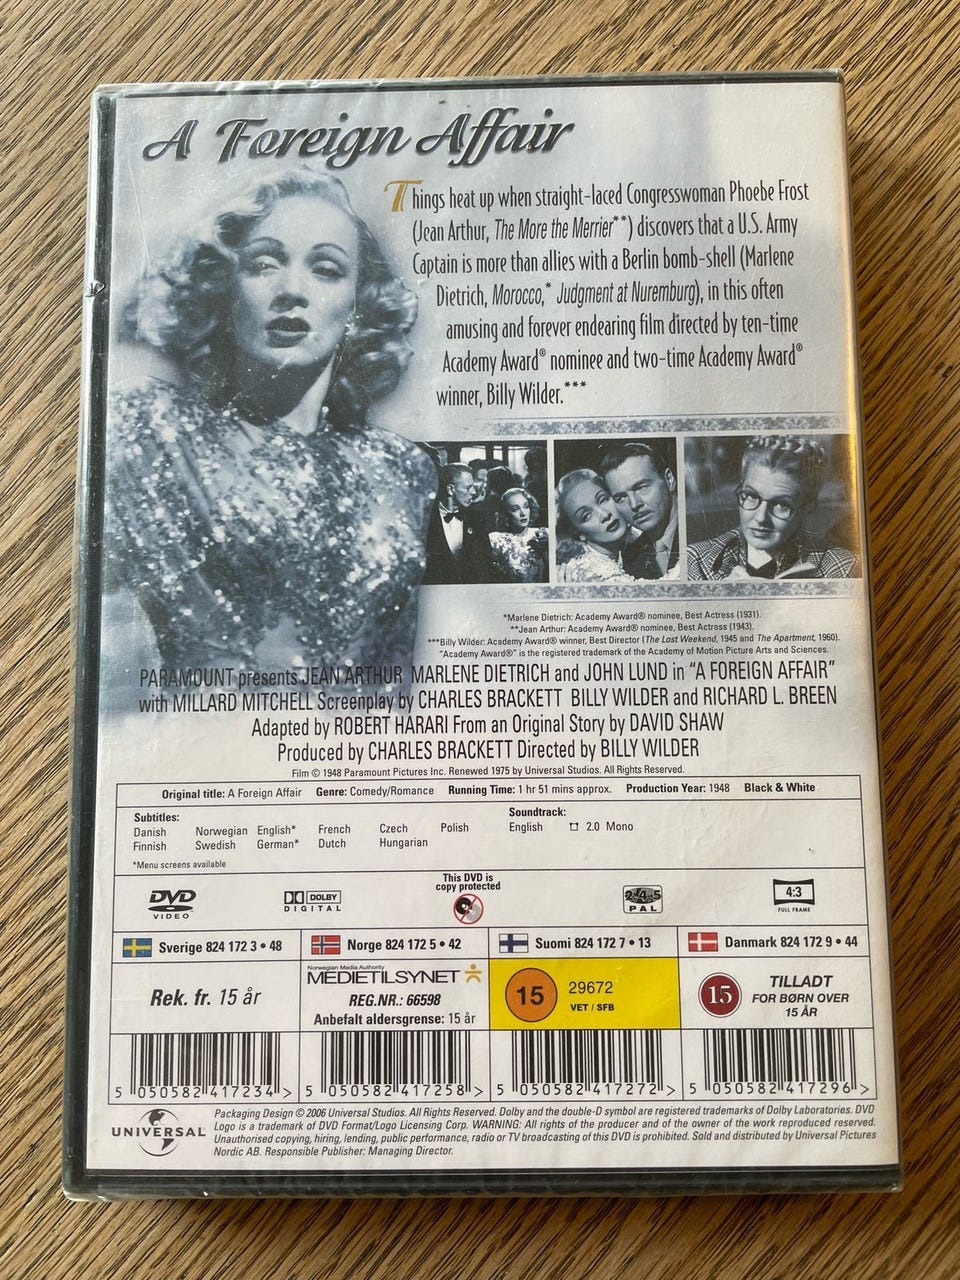 A Foreign Affair
Things heat up when straight-laced Congresswoman Phoebe Frost
(Jean Arthur, The More the Merrier**) discovers that a U.S. Army
Captain is more than allies with a Berlin bomb-shell (Marlene
Dietrich, Morocco,* Judgment at Nuremburg), in this often
amusing and forever endearing film directed by ten-time
Academy Award® nominee and two-time Academy Award®
winner, Billy Wilder.***
*Marlene Dietrich: Academy Award® nominee, Best Actress (1931).
**Jean Arthur: Academy Award® nominee, Best Actress (1943).
***Billy Wilder: Academy Award® winner, Best Director (The Lost Weekend, 1945 and The Apartment, 1960).
"Academy Award®" is the registered trademark of the Academy of Motion Picture Arts and Sciences.
PARAMOUNT presents JEAN ARTHUR MARLENE DIETRICH and JOHN LUND in "A FOREIGN AFFAIR"
with MILLARD MITCHELL Screenplay by CHARLES BRACKETT BILLY WILDER and RICHARD L. BREEN
Adapted by ROBERT HARARI From an Original Story by DAVID SHAW
Produced by CHARLES BRACKETT Directed by BILLY WILDER
Film © 1948 Paramount Pictures Inc. Renewed 1975 by Universal Studios. All Rights Reserved.
Original title: A Foreign Affair Genre: Comedy/Romance Running Time: 1 hr 51 mins approx. Production Year: 1948 Black & White
Subtitles: Soundtrack:
Danish Norwegian English* French Czech Polish English 2.0 Mono
Finnish Swedish German* Dutch Hungarian
*Menu screens available
This DVD is
copy protected
DVD VIDEO
DOLBY DIGITAL
2•4•5 PAL
4:3 FULL FRAME
Sverige 824 172 3 • 48 Norge 824 172 5 • 42 Suomi 824 172 7 • 13 Danmark 824 172 9 • 44
Rek. fr. 15 år
Norwegian Media Authority
MEDIETILSYNET
REG.NR.: 66598
Anbefalt aldersgrense: 15 år
15 29672
VET / SFB
15 TILLADT
FOR BØRN OVER
15 ÅR
5 050582 417234 > 5 050582 417258 > 5 050582 417272 > 5 050582 417296 >
UNIVERSAL
Packaging Design © 2006 Universal Studios. All Rights Reserved. Dolby and the double-D symbol are registered trademarks of Dolby Laboratories. DVD
Logo is a trademark of DVD Format/Logo Licensing Corp. WARNING: All rights of the producer and of the owner of the work reproduced reserved.
Unauthorised copying, hiring, lending, public performance, radio or TV broadcasting of this DVD is prohibited. Sold and distributed by Universal Pictures
Nordic AB. Responsible Publisher: Managing Director.